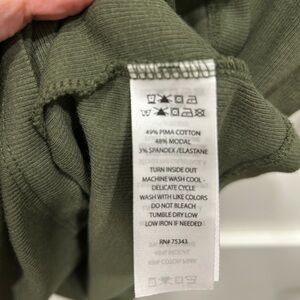 49% PIMA COTTON
48% MODAL
3% SPANDEX/ELASTANE
TURN INSIDE OUT
MACHINE WASH COOL -
DELICATE CYCLE
WASH WITH LIKE COLORS
DO NOT BLEACH
TUMBLE DRY LOW
LOW IRON IF NEEDED
RN# 75343